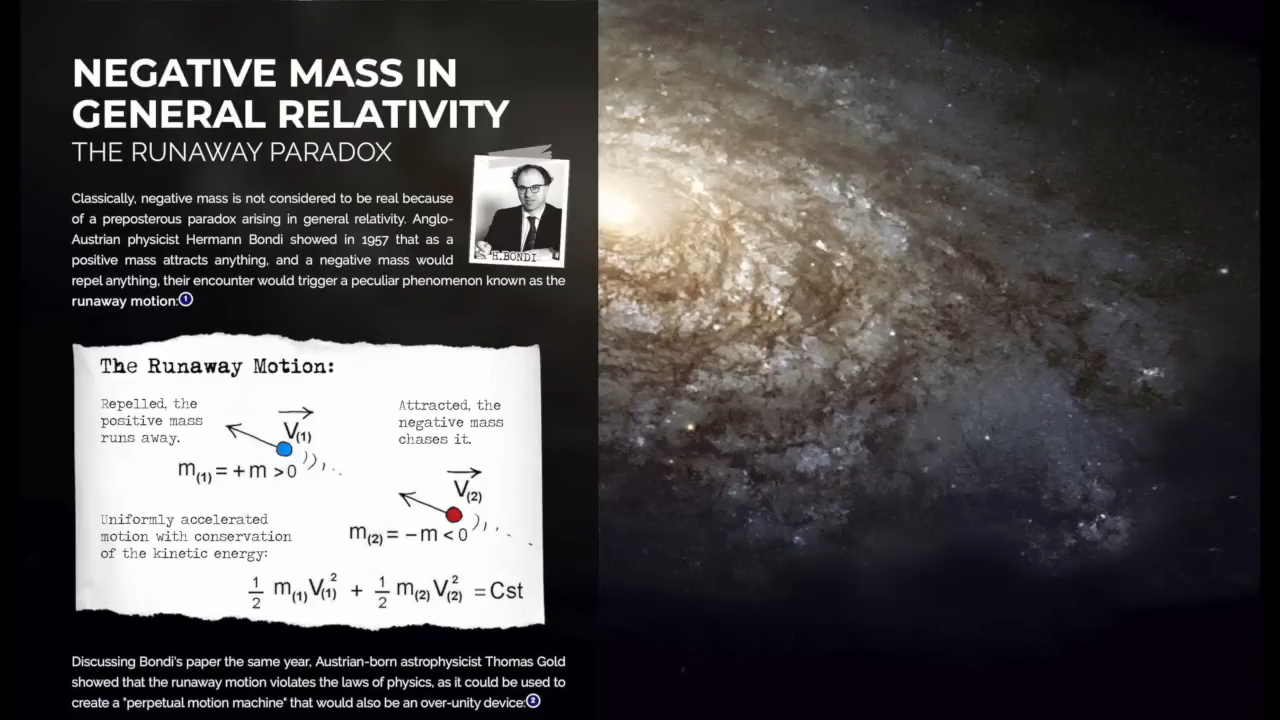 NEGATIVE MASS IN
GENERAL RELATIVITY
THE RUNAWAY PARADOX
Classically, negative mass is not considered to be real because
of a preposterous paradox arising in general relativity. Anglo-
Austrian physicist Hermann Bondi showed in 1957 that as a
positive mass attracts anything, and a negative mass would
repel anything, their encounter would trigger a peculiar phenomenon known as the
runaway motion:①
H.BONDI
The Runaway Motion:
Repelled, the
positive mass
runs away.
V⃗(1)
m(1) = +m >0
Attracted, the
negative mass
chases it.
V⃗(2)
m(2) = −m < 0
Uniformly accelerated
motion with conservation
of the kinetic energy:
½ m(1)V²(1) + ½ m(2)V²(2) = Cst
Discussing Bondi's paper the same year, Austrian-born astrophysicist Thomas Gold
showed that the runaway motion violates the laws of physics, as it could be used to
create a "perpetual motion machine" that would also be an over-unity device:②